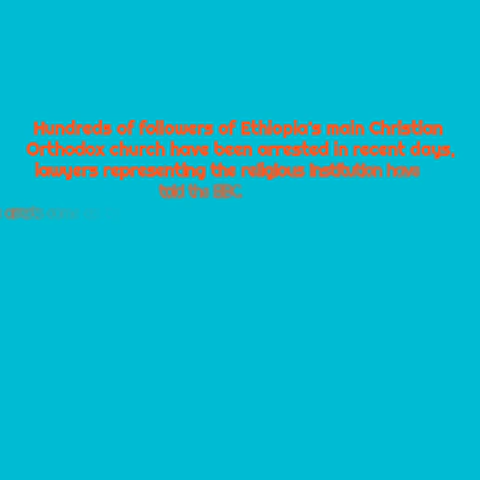 Hundreds of followers of Ethiopia's main Christian
Orthodox church have been arrested in recent days,
lawyers representing the religious institution have
told the BBC.